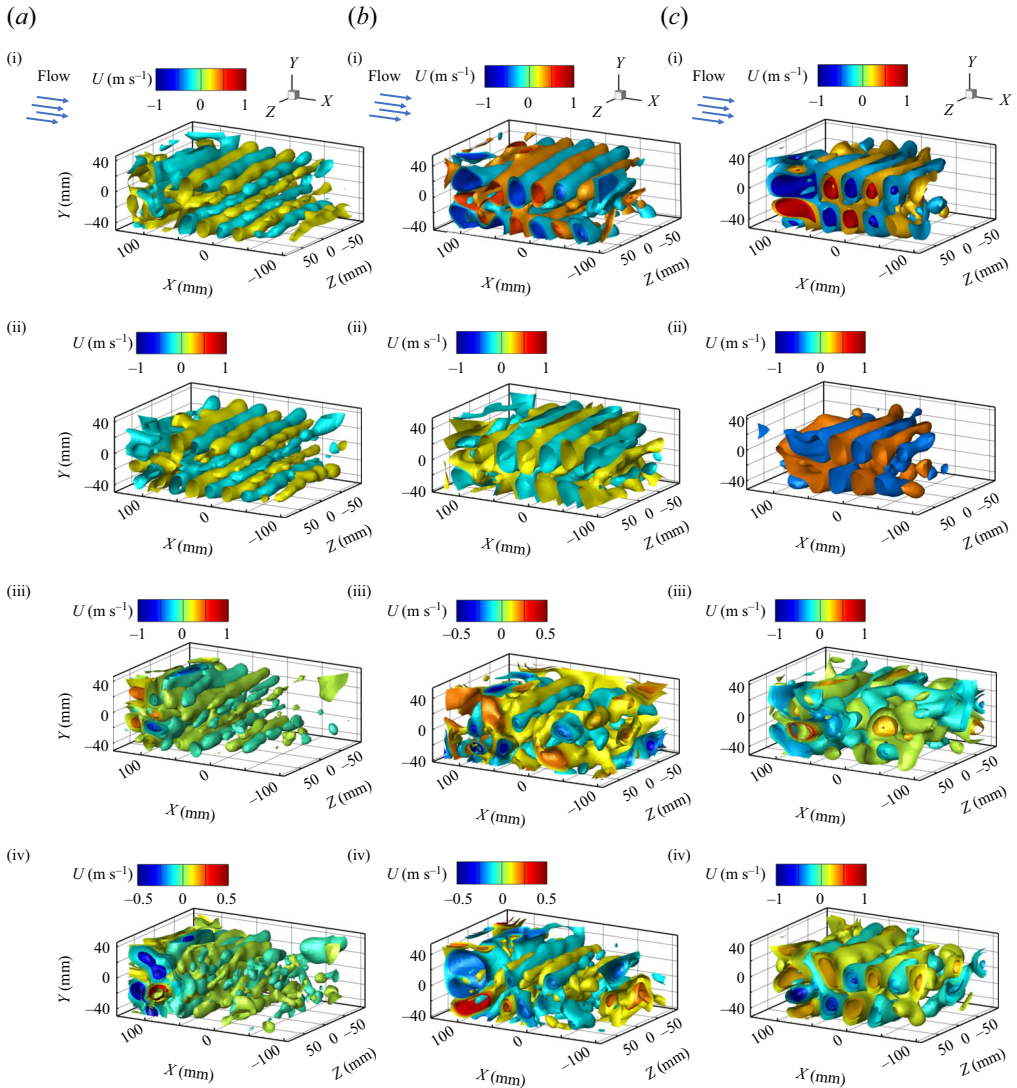 (a) (b) (c)
(i) (i) (i)
Flow U (m s⁻¹) Y Flow U (m s⁻¹) Y Flow U (m s⁻¹) Y
–1 0 1 Z X –1 0 1 Z X –1 0 1 Z X
40 40 40
Y (mm) 0 0 0
–40 –40 –40
100 0 –100 50 0 –50 100 0 –100 50 0 –50 100 0 –100 50 0 –50
X (mm) Z (mm) X (mm) Z (mm) X (mm) Z (mm)
(ii) (ii) (ii)
U (m s⁻¹) U (m s⁻¹) U (m s⁻¹)
–1 0 1 –1 0 1 –1 0 1
40 40 40
Y (mm) 0 0 0
–40 –40 –40
100 0 –100 50 0 –50 100 0 –100 50 0 –50 100 0 –100 50 0 –50
X (mm) Z (mm) X (mm) Z (mm) X (mm) Z (mm)
(iii) (iii) (iii)
U (m s⁻¹) U (m s⁻¹) U (m s⁻¹)
–1 0 1 –0.5 0 0.5 –1 0 1
40 40 40
Y (mm) 0 0 0
–40 –40 –40
100 0 –100 50 0 –50 100 0 –100 50 0 –50 100 0 –100 50 0 –50
X (mm) Z (mm) X (mm) Z (mm) X (mm) Z (mm)
(iv) (iv) (iv)
U (m s⁻¹) U (m s⁻¹) U (m s⁻¹)
–0.5 0 0.5 –0.5 0 0.5 –1 0 1
40 40 40
Y (mm) 0 0 0
–40 –40 –40
100 0 –100 50 0 –50 100 0 –100 50 0 –50 100 0 –100 50 0 –50
X (mm) Z (mm) X (mm) Z (mm) X (mm) Z (mm)